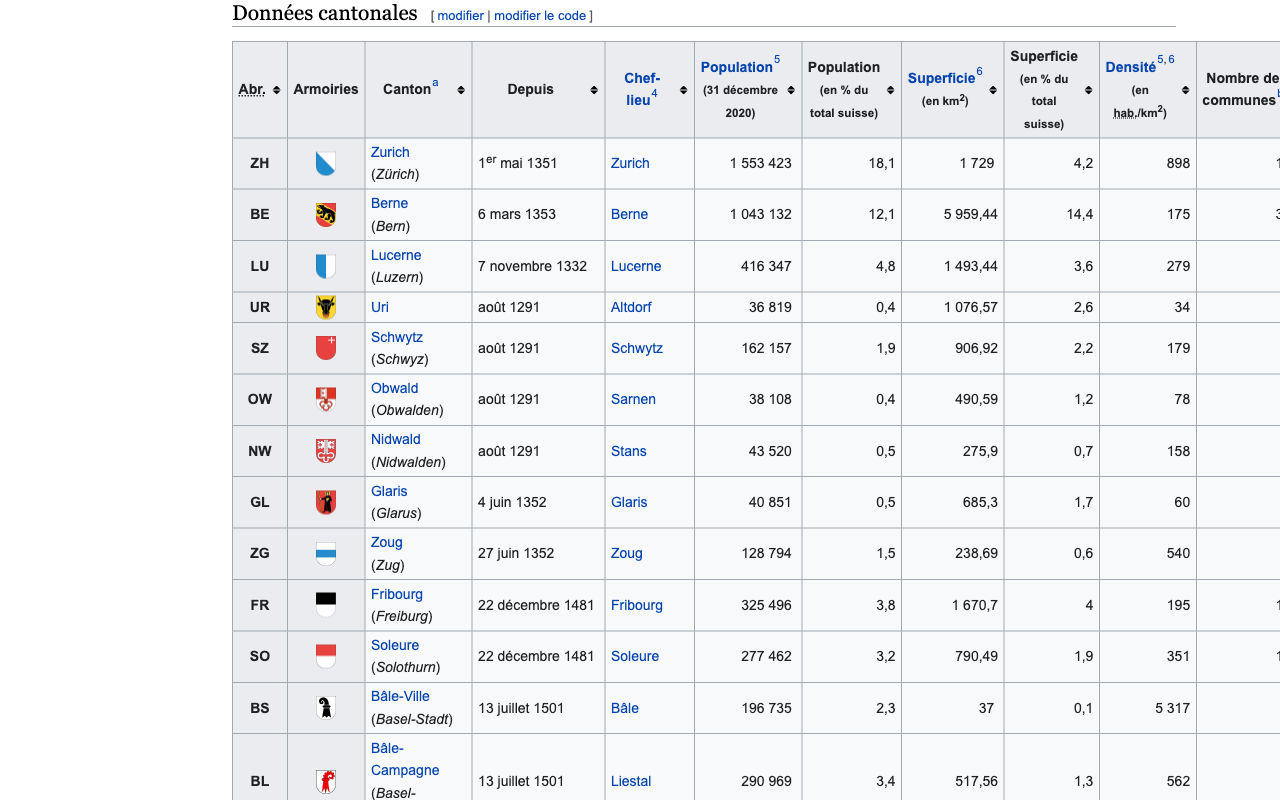 Données cantonales [ modifier | modifier le code ]
Abr. Armoiries Canton a Depuis Chef-lieu 4 Population 5 (31 décembre 2020) Population (en % du total suisse) Superficie 6 (en km2) Superficie (en % du total suisse) Densité 5, 6 (en hab./km2) Nombre de communes
ZH Zurich (Zürich) 1er mai 1351 Zurich 1 553 423 18,1 1 729 4,2 898
BE Berne (Bern) 6 mars 1353 Berne 1 043 132 12,1 5 959,44 14,4 175
LU Lucerne (Luzern) 7 novembre 1332 Lucerne 416 347 4,8 1 493,44 3,6 279
UR Uri août 1291 Altdorf 36 819 0,4 1 076,57 2,6 34
SZ Schwytz (Schwyz) août 1291 Schwytz 162 157 1,9 906,92 2,2 179
OW Obwald (Obwalden) août 1291 Sarnen 38 108 0,4 490,59 1,2 78
NW Nidwald (Nidwalden) août 1291 Stans 43 520 0,5 275,9 0,7 158
GL Glaris (Glarus) 4 juin 1352 Glaris 40 851 0,5 685,3 1,7 60
ZG Zoug (Zug) 27 juin 1352 Zoug 128 794 1,5 238,69 0,6 540
FR Fribourg (Freiburg) 22 décembre 1481 Fribourg 325 496 3,8 1 670,7 4 195
SO Soleure (Solothurn) 22 décembre 1481 Soleure 277 462 3,2 790,49 1,9 351
BS Bâle-Ville (Basel-Stadt) 13 juillet 1501 Bâle 196 735 2,3 37 0,1 5 317
BL Bâle-Campagne (Basel- 13 juillet 1501 Liestal 290 969 3,4 517,56 1,3 562